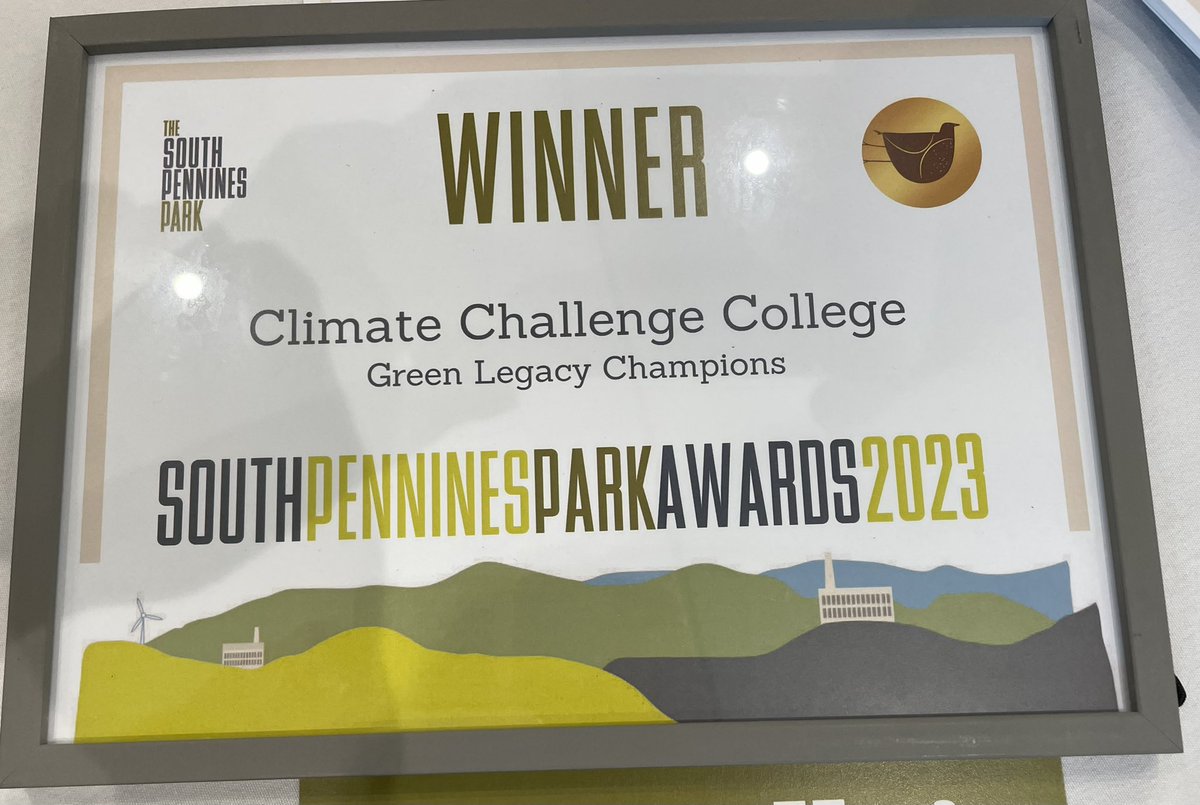 THE
SOUTH
PENNINES
PARK
WINNER
Climate Challenge College
Green Legacy Champions
SOUTHPENNINESPARKAWARDS2023